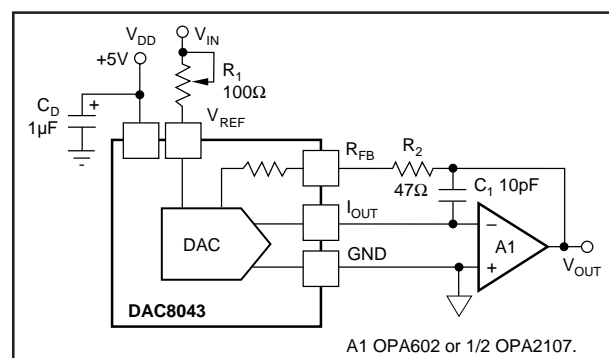 V_DD
+5V
V_IN
R_1
100Ω
C_D
+
1µF
V_REF
R_FB
R_2
47Ω
C_1 10pF
I_OUT
DAC
–
A1
+
GND
V_OUT
DAC8043
A1 OPA602 or 1/2 OPA2107.